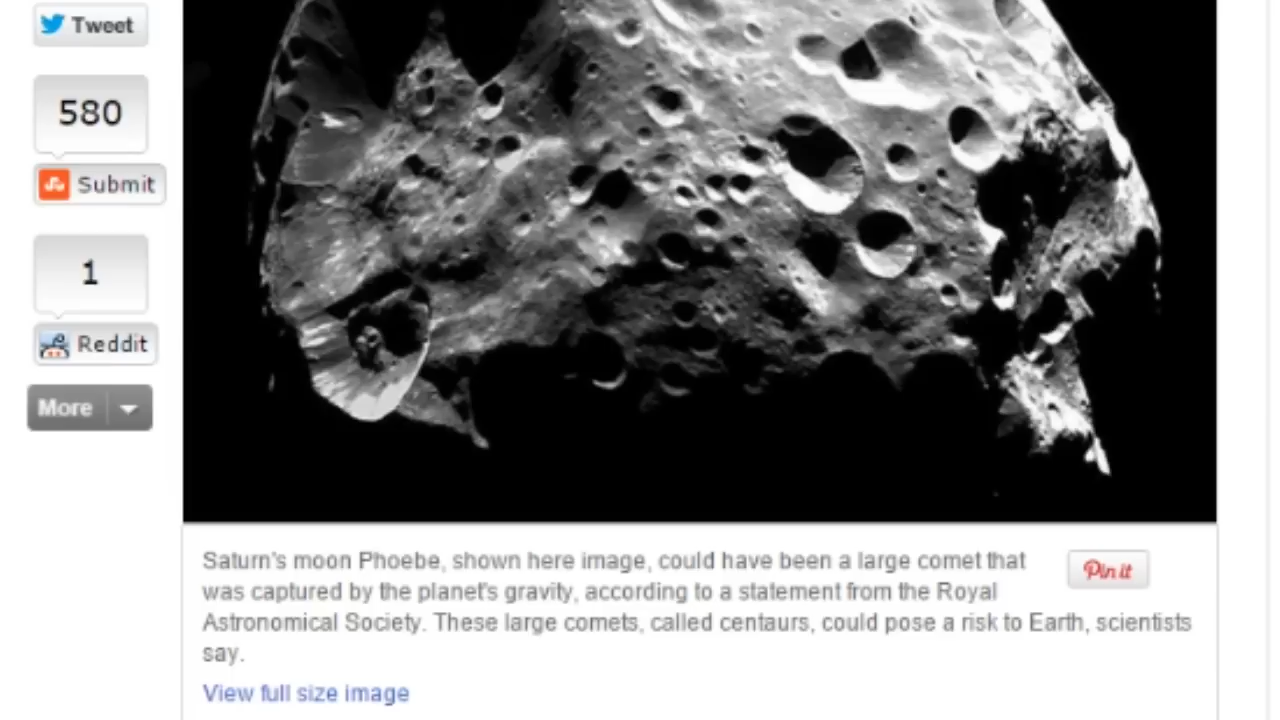 Tweet
580
Submit
1
Reddit
More
Saturn's moon Phoebe, shown here image, could have been a large comet that
was captured by the planet's gravity, according to a statement from the Royal
Astronomical Society. These large comets, called centaurs, could pose a risk to Earth, scientists
say.
Pin it
View full size image